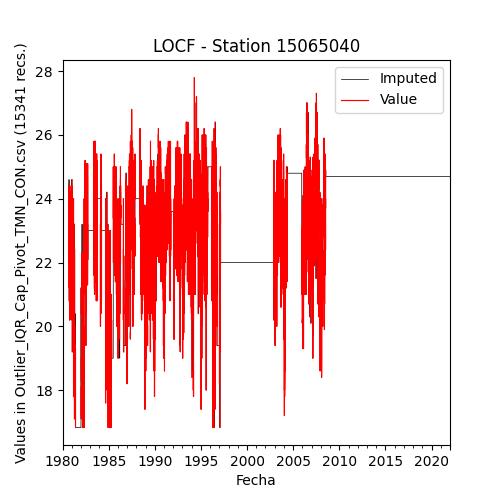 LOCF - Station 15065040
Imputed
Value
Values in Outlier_IQR_Cap_Pivot_TMN_CON.csv (15341 recs.)
28
26
24
22
20
18
1980 1985 1990 1995 2000 2005 2010 2015 2020
Fecha